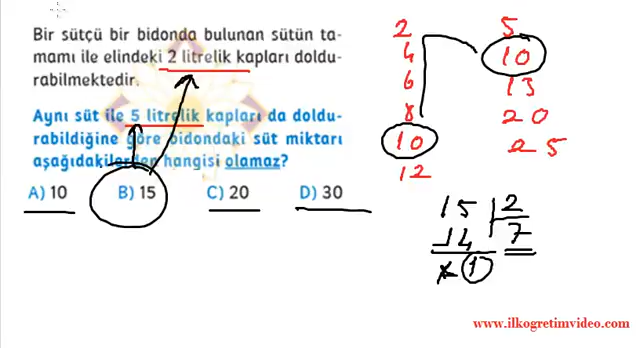 Bir sütçü bir bidonda bulunan sütün ta-
mamı ile elindeki 2 litrelik kapları doldu-
rabilmektedir.
Aynı süt ile 5 litrelik kapları da doldu-
rabildiğine göre bidondaki süt miktarı
aşağıdakilerden hangisi olamaz?
A) 10 B) 15 C) 20 D) 30
2 5
4 10
6 15
8 20
10 25
12
15 2
14 7
1
www.ilkogretimvideo.com